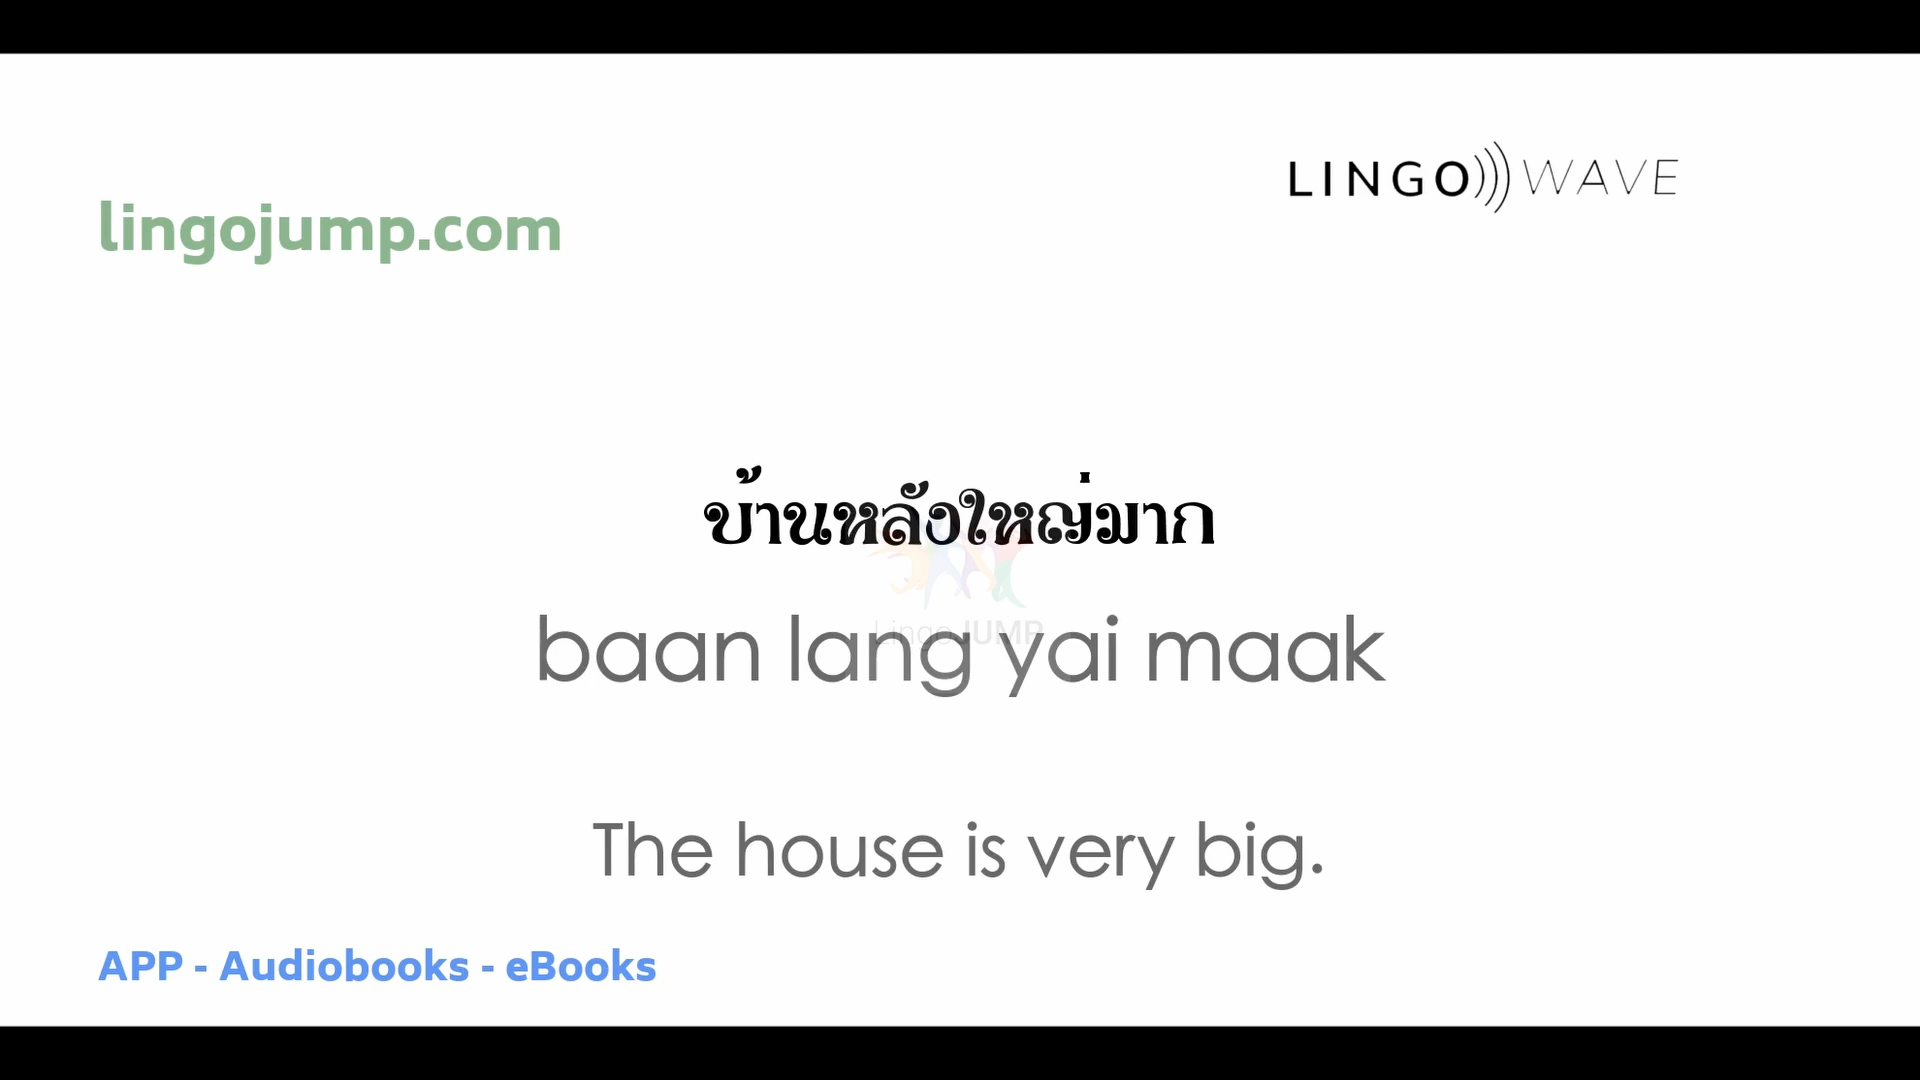 LINGO WAVE
lingojump.com
บ้านหลังใหญ่มาก
baan lang yai maak
LingoJUMP
The house is very big.
APP - Audiobooks - eBooks